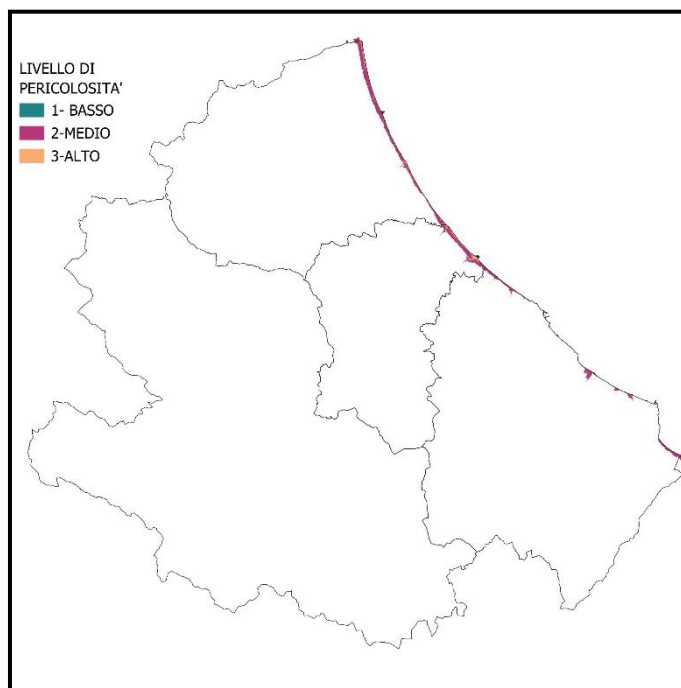 LIVELLO DI
PERICOLOSITA'
1- BASSO
2-MEDIO
3-ALTO